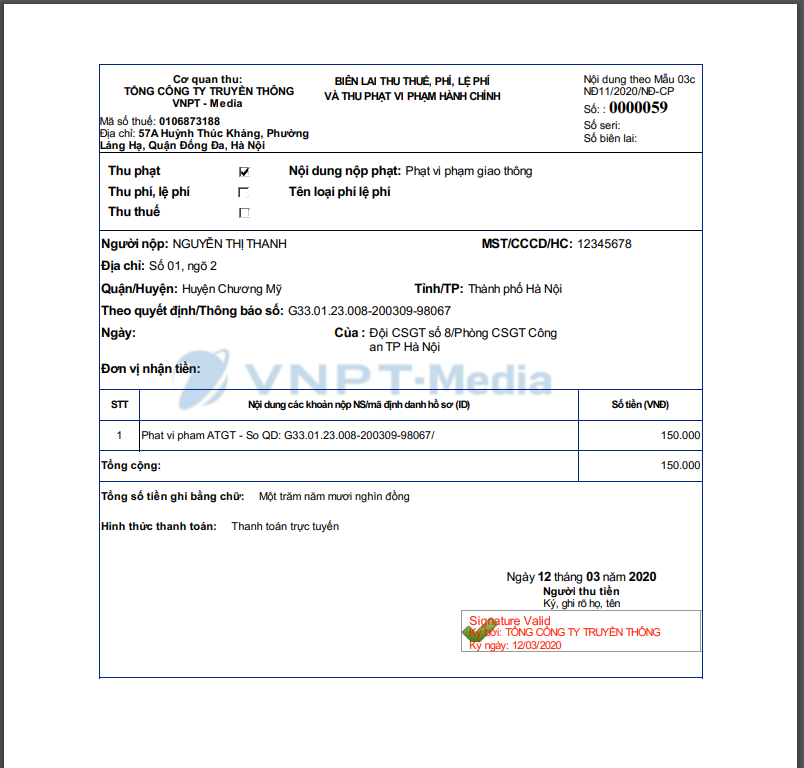 Cơ quan thu:
TỔNG CÔNG TY TRUYỀN THÔNG
VNPT - Media
Mã số thuế: 0106873188
Địa chỉ: 57A Huỳnh Thúc Kháng, Phường
Láng Hạ, Quận Đống Đa, Hà Nội
BIÊN LAI THU THUẾ, PHÍ, LỆ PHÍ
VÀ THU PHẠT VI PHẠM HÀNH CHÍNH
Nội dung theo Mẫu 03c
NĐ11/2020/NĐ-CP
Số: : 0000059
Số seri:
Số biên lai:
Thu phạt Nội dung nộp phạt: Phạt vi phạm giao thông
Thu phí, lệ phí Tên loại phí lệ phí
Thu thuế
Người nộp: NGUYỄN THỊ THANH MST/CCCD/HC: 12345678
Địa chỉ: Số 01, ngõ 2
Quận/Huyện: Huyện Chương Mỹ Tỉnh/TP: Thành phố Hà Nội
Theo quyết định/Thông báo số: G33.01.23.008-200309-98067
Ngày: Của : Đội CSGT số 8/Phòng CSGT Công
an TP Hà Nội
Đơn vị nhận tiền:
VNPT-Media
STT Nội dung các khoản nộp NS/mã định danh hồ sơ (ID) Số tiền (VNĐ)
1 Phat vi pham ATGT - So QD: G33.01.23.008-200309-98067/ 150.000
Tổng cộng: 150.000
Tổng số tiền ghi bằng chữ: Một trăm năm mươi nghìn đồng
Hình thức thanh toán: Thanh toán trực tuyến
Ngày 12 tháng 03 năm 2020
Người thu tiền
Ký, ghi rõ họ, tên
Signature Valid
Ký bởi: TỔNG CÔNG TY TRUYỀN THÔNG
Ký ngày: 12/03/2020